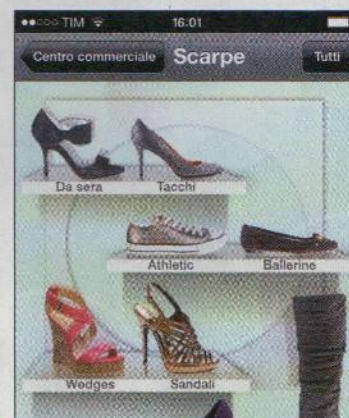 TIM 16:01
Centro commerciale Scarpe Tutti
Da sera Tacchi
Athletic Ballerine
Wedges Sandali